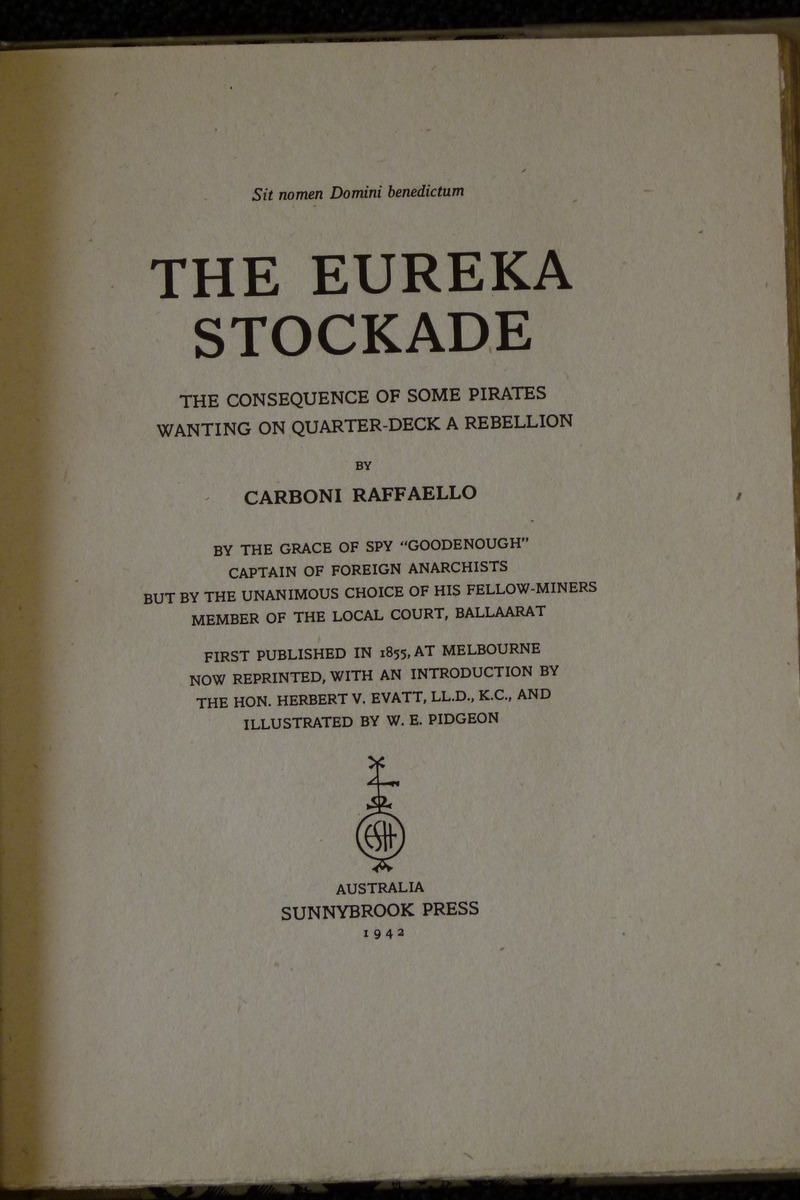 Sit nomen Domini benedictum
THE EUREKA
STOCKADE
THE CONSEQUENCE OF SOME PIRATES
WANTING ON QUARTER-DECK A REBELLION
BY
CARBONI RAFFAELLO
BY THE GRACE OF SPY “GOODENOUGH”
CAPTAIN OF FOREIGN ANARCHISTS
BUT BY THE UNANIMOUS CHOICE OF HIS FELLOW-MINERS
MEMBER OF THE LOCAL COURT, BALLAARAT
FIRST PUBLISHED IN 1855, AT MELBOURNE
NOW REPRINTED, WITH AN INTRODUCTION BY
THE HON. HERBERT V. EVATT, LL.D., K.C., AND
ILLUSTRATED BY W. E. PIDGEON
ESH
AUSTRALIA
SUNNYBROOK PRESS
1942